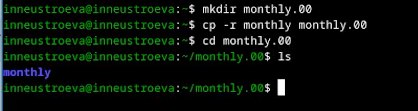 inneustroeva@inneustroeva:~$ mkdir monthly.00
inneustroeva@inneustroeva:~$ cp -r monthly monthly.00
inneustroeva@inneustroeva:~$ cd monthly.00
inneustroeva@inneustroeva:~/monthly.00$ ls
monthly
inneustroeva@inneustroeva:~/monthly.00$